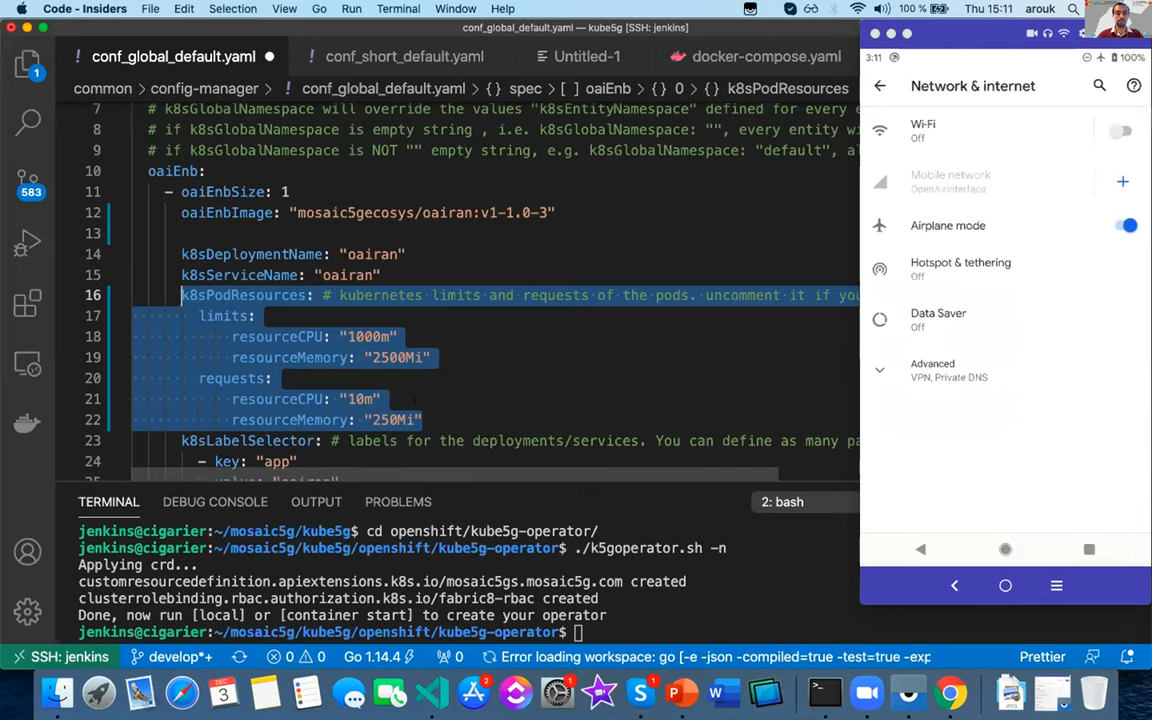 Code - Insiders File Edit Selection View Go Run Terminal Window Help 100 % Thu 15:11 arouk
conf_global_default.yaml — kube5g [SSH: jenkins]
! conf_global_default.yaml ! conf_short_default.yaml Untitled-1 docker-compose.yaml
common config-manager ! conf_global_default.yaml {} spec [ ] oaiEnb {} 0 k8sPodResources
7 # k8sGlobalNamespace will override the values "k8sEntityNamespace" defined for every e
8 # if k8sGlobalNamespace is empty string , i.e. k8sGlobalNamespace: "", every entity wi
9 # if k8sGlobalNamespace is NOT "" empty string, e.g. k8sGlobalNamespace: "default", al
10 oaiEnb:
11 - oaiEnbSize: 1
12 oaiEnbImage: "mosaic5gecosys/oairan:v1-1.0-3"
13
14 k8sDeploymentName: "oairan"
15 k8sServiceName: "oairan"
16 k8sPodResources: # kubernetes limits and requests of the pods. uncomment it if you
17 limits:
18 resourceCPU: "1000m"
19 resourceMemory: "2500Mi"
20 requests:
21 resourceCPU: "10m"
22 resourceMemory: "250Mi"
23 k8sLabelSelector: # labels for the deployments/services. You can define as many pa
24 - key: "app"
1
583
TERMINAL DEBUG CONSOLE OUTPUT PROBLEMS 2: bash
jenkins@cigarier:~/mosaic5g/kube5g$ cd openshift/kube5g-operator/
jenkins@cigarier:~/mosaic5g/kube5g/openshift/kube5g-operator$ ./k5goperator.sh -n
Applying crd...
customresourcedefinition.apiextensions.k8s.io/mosaic5gs.mosaic5g.com created
clusterrolebinding.rbac.authorization.k8s.io/fabric8-rbac created
Done, now run [local] or [container start] to create your operator
jenkins@cigarier:~/mosaic5g/kube5g/openshift/kube5g-operator$
SSH: jenkins develop*+ 0 0 Go 1.14.4 0 Error loading workspace: go [-e -json -compiled=true -test=true -exp Prettier
3:11 100%
Network & internet
Wi-Fi
Off
Mobile network
OpenAirInterface
Airplane mode
Hotspot & tethering
Off
Data Saver
Off
Advanced
VPN, Private DNS
DEC
3
2
1
1